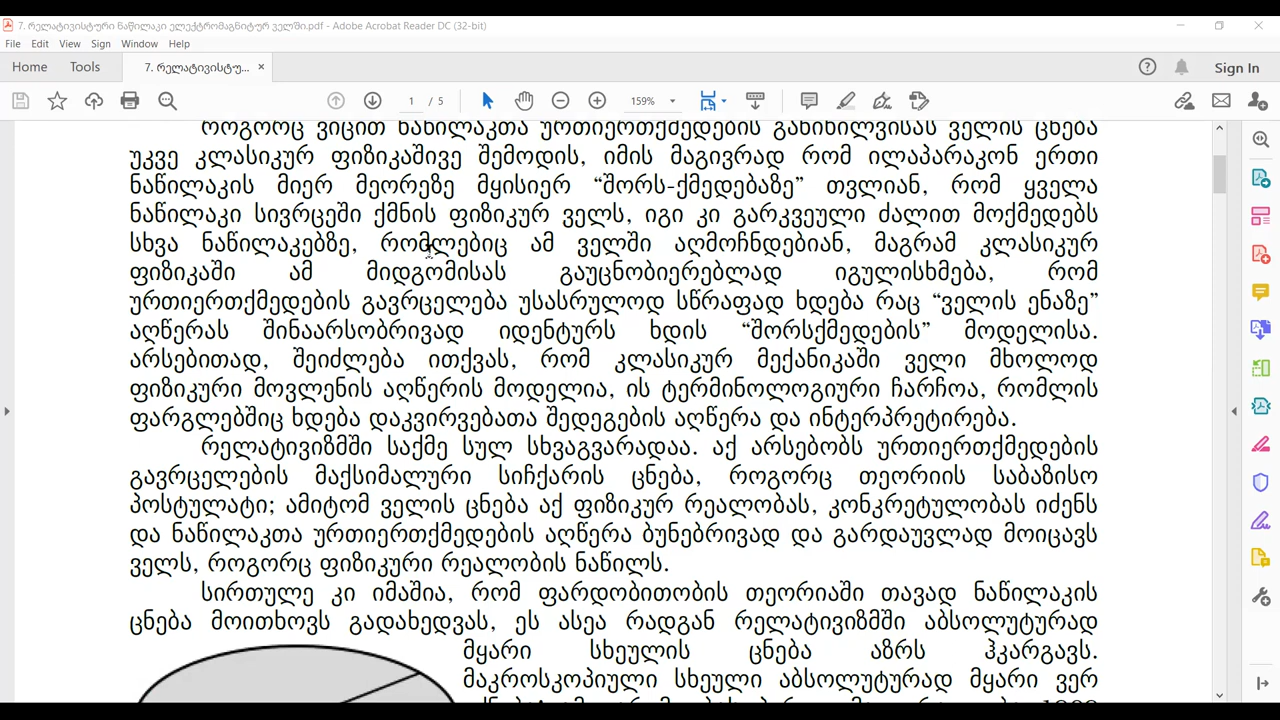 7. რელატივისტური ნაწილაკი ელექტრომაგნიტურ ველში.pdf - Adobe Acrobat Reader DC (32-bit)
File Edit View Sign Window Help
Home Tools 7. რელატივისტუ... × Sign In
1 / 5 159%
როგორც ვიცით ნაწილაკთა ურთიერთქმედების განხილვისას ველის ცნება
უკვე კლასიკურ ფიზიკაშივე შემოდის, იმის მაგივრად რომ ილაპარაკონ ერთი
ნაწილაკის მიერ მეორეზე მყისიერ “შორს-ქმედებაზე” თვლიან, რომ ყველა
ნაწილაკი სივრცეში ქმნის ფიზიკურ ველს, იგი კი გარკვეული ძალით მოქმედებს
სხვა ნაწილაკებზე, რომლებიც ამ ველში აღმოჩნდებიან, მაგრამ კლასიკურ
ფიზიკაში ამ მიდგომისას გაუცნობიერებლად იგულისხმება, რომ
ურთიერთქმედების გავრცელება უსასრულოდ სწრაფად ხდება რაც “ველის ენაზე”
აღწერას შინაარსობრივად იდენტურს ხდის “შორსქმედების” მოდელისა.
არსებითად, შეიძლება ითქვას, რომ კლასიკურ მექანიკაში ველი მხოლოდ
ფიზიკური მოვლენის აღწერის მოდელია, ის ტერმინოლოგიური ჩარჩოა, რომლის
ფარგლებშიც ხდება დაკვირვებათა შედეგების აღწერა და ინტერპრეტირება.
რელატივიზმში საქმე სულ სხვაგვარადაა. აქ არსებობს ურთიერთქმედების
გავრცელების მაქსიმალური სიჩქარის ცნება, როგორც თეორიის საბაზისო
პოსტულატი; ამიტომ ველის ცნება აქ ფიზიკურ რეალობას, კონკრეტულობას იძენს
და ნაწილაკთა ურთიერთქმედების აღწერა ბუნებრივად და გარდაუვლად მოიცავს
ველს, როგორც ფიზიკური რეალობის ნაწილს.
სირთულე კი იმაშია, რომ ფარდობითობის თეორიაში თავად ნაწილაკის
ცნება მოითხოვს გადახედვას, ეს ასეა რადგან რელატივიზმში აბსოლუტურად
მყარი სხეულის ცნება აზრს ჰკარგავს.
მაკროსკოპიული სხეული აბსოლუტურად მყარი ვერ